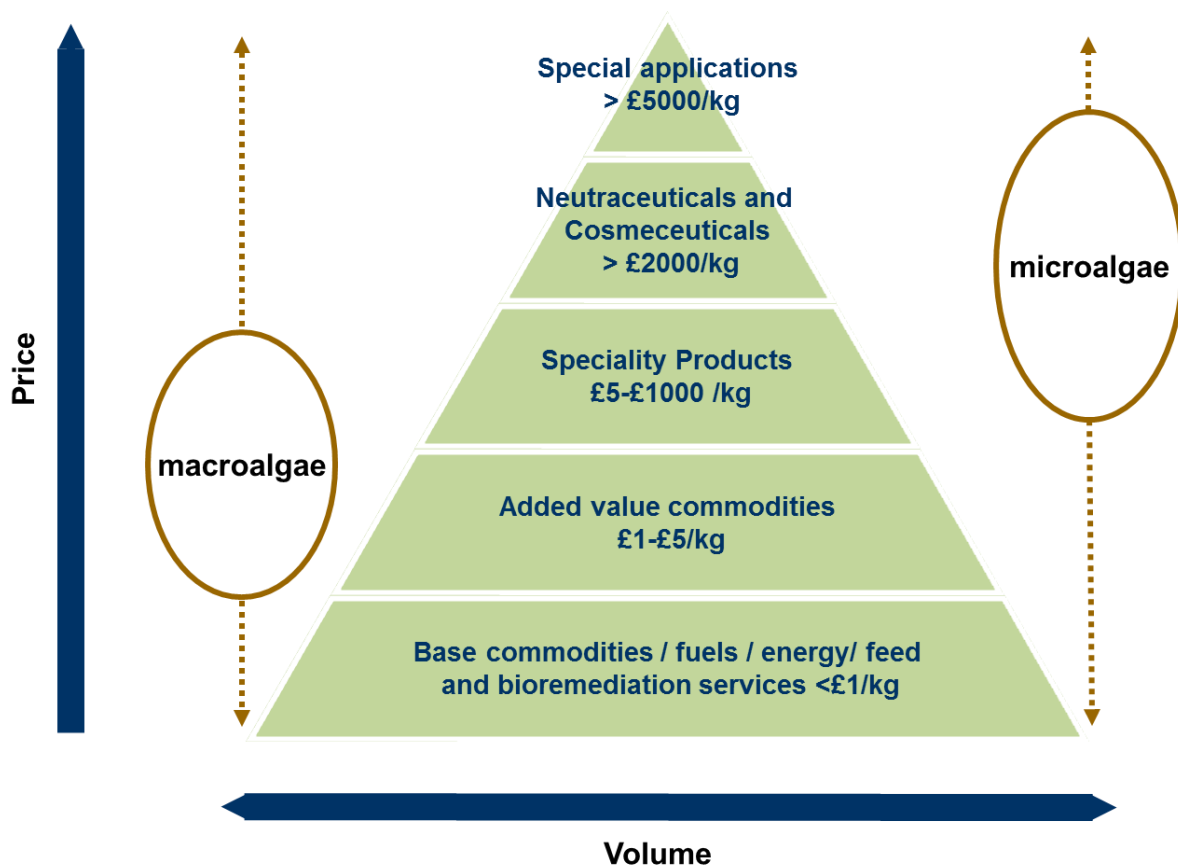 Special applications
> £5000/kg
Neutraceuticals and
Cosmeceuticals
> £2000/kg
microalgae
Speciality Products
£5-£1000 /kg
Price
macroalgae
Added value commodities
£1-£5/kg
Base commodities / fuels / energy/ feed
and bioremediation services <£1/kg
Volume